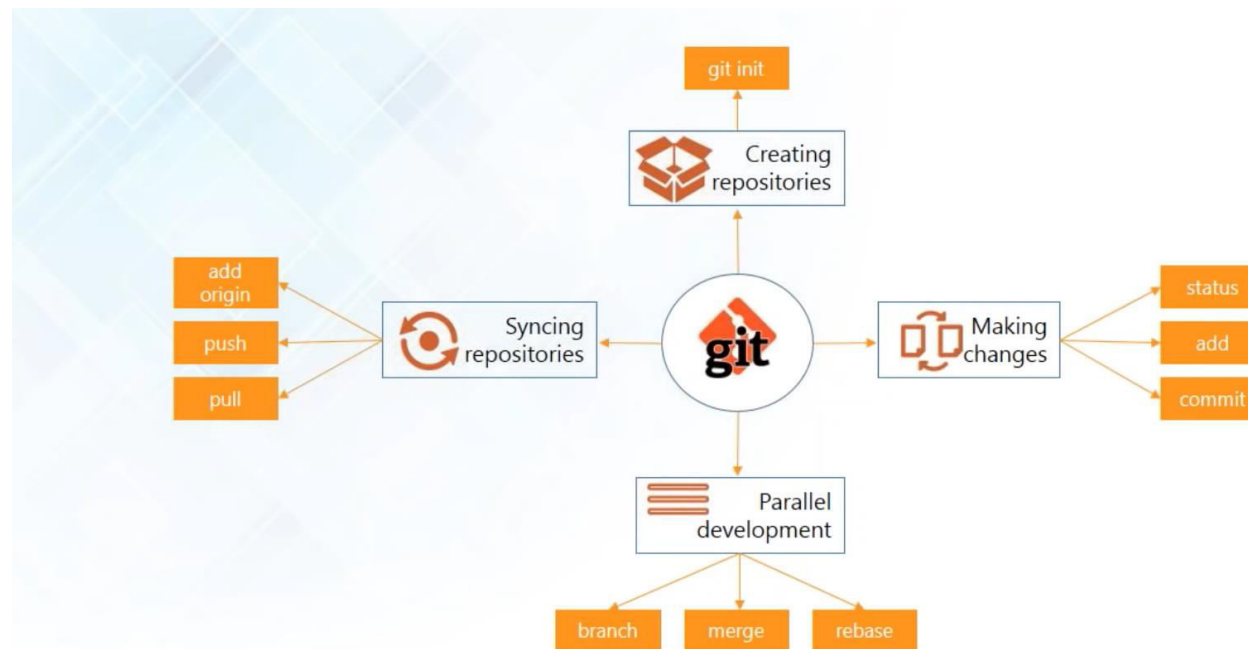 git init
Creating
repositories
add
origin
push
pull
Syncing
repositories
git
Making
changes
status
add
commit
Parallel
development
branch
merge
rebase